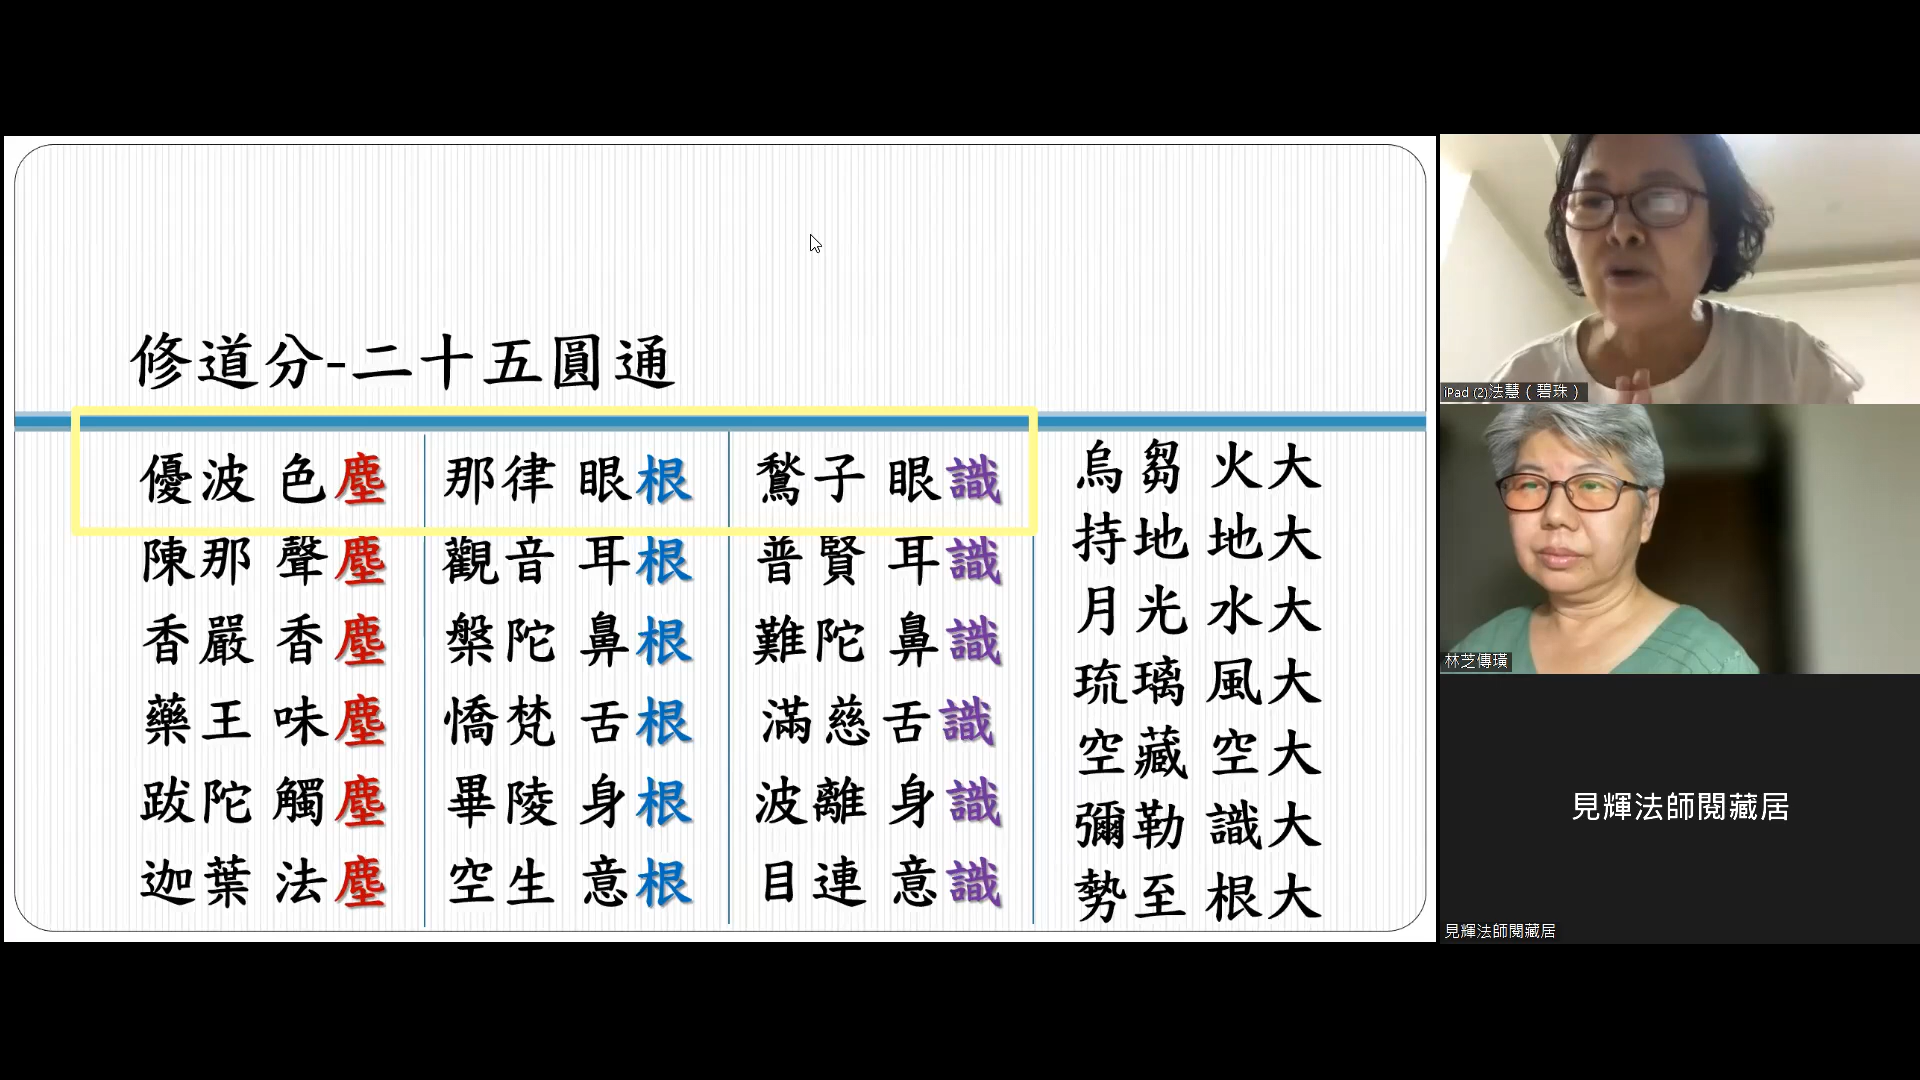 修道分-二十五圓通
優波 色塵 那律 眼根 鶖子 眼識
陳那 聲塵 觀音 耳根 普賢 耳識
香嚴 香塵 槃陀 鼻根 難陀 鼻識
藥王 味塵 憍梵 舌根 滿慈 舌識
跋陀 觸塵 畢陵 身根 波離 身識
迦葉 法塵 空生 意根 目連 意識
烏芻 火大
持地 地大
月光 水大
琉璃 風大
空藏 空大
彌勒 識大
勢至 根大
iPad (2)法慧（碧珠）
林芝傳璜
見輝法師閱藏居
見輝法師閱藏居